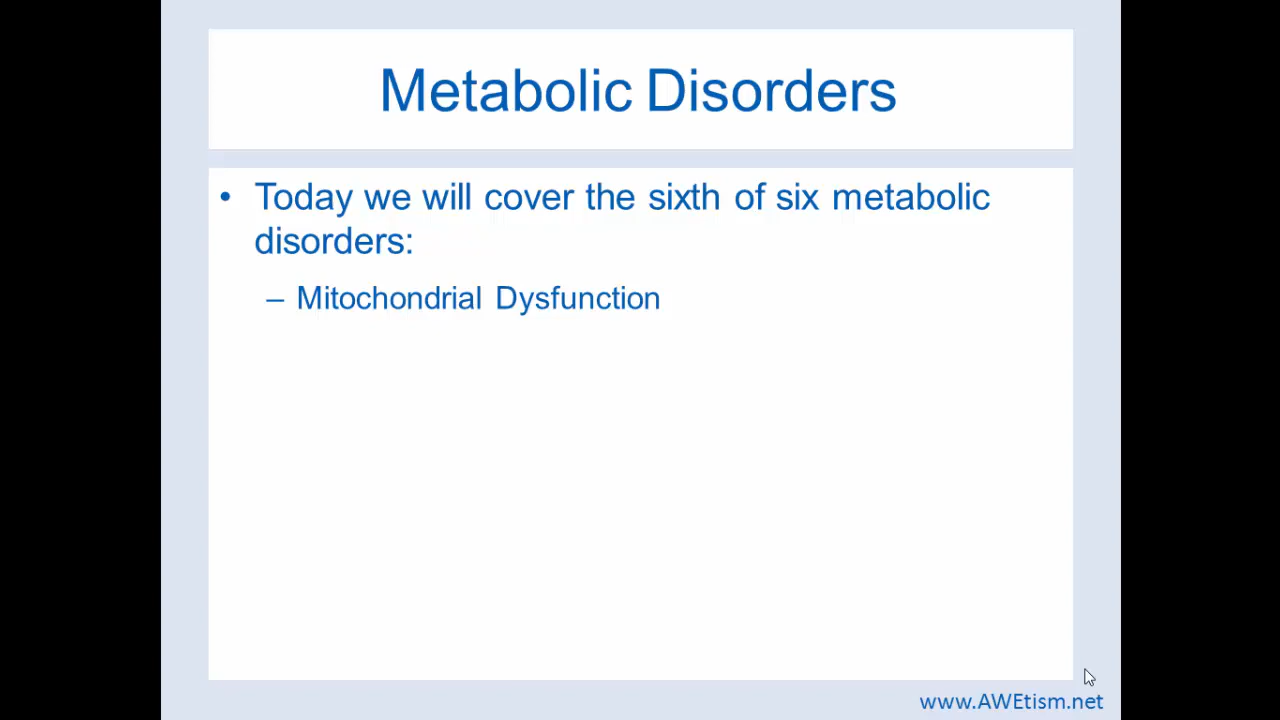 Metabolic Disorders
• Today we will cover the sixth of six metabolic
disorders:
– Mitochondrial Dysfunction
www.AWEtism.net